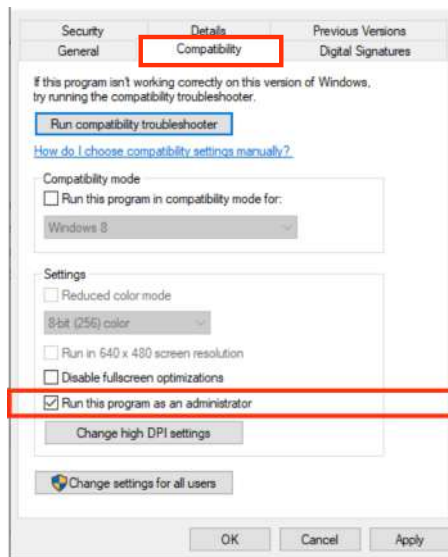 Security Details Previous Versions
General Compatibility Digital Signatures
If this program isn't working correctly on this version of Windows,
try running the compatibility troubleshooter.
Run compatibility troubleshooter
How do I choose compatibility settings manually?
Compatibility mode
Run this program in compatibility mode for:
Windows 8
Settings
Reduced color mode
8-bit (256) color
Run in 640 x 480 screen resolution
Disable fullscreen optimizations
Run this program as an administrator
Change high DPI settings
Change settings for all users
OK Cancel Apply